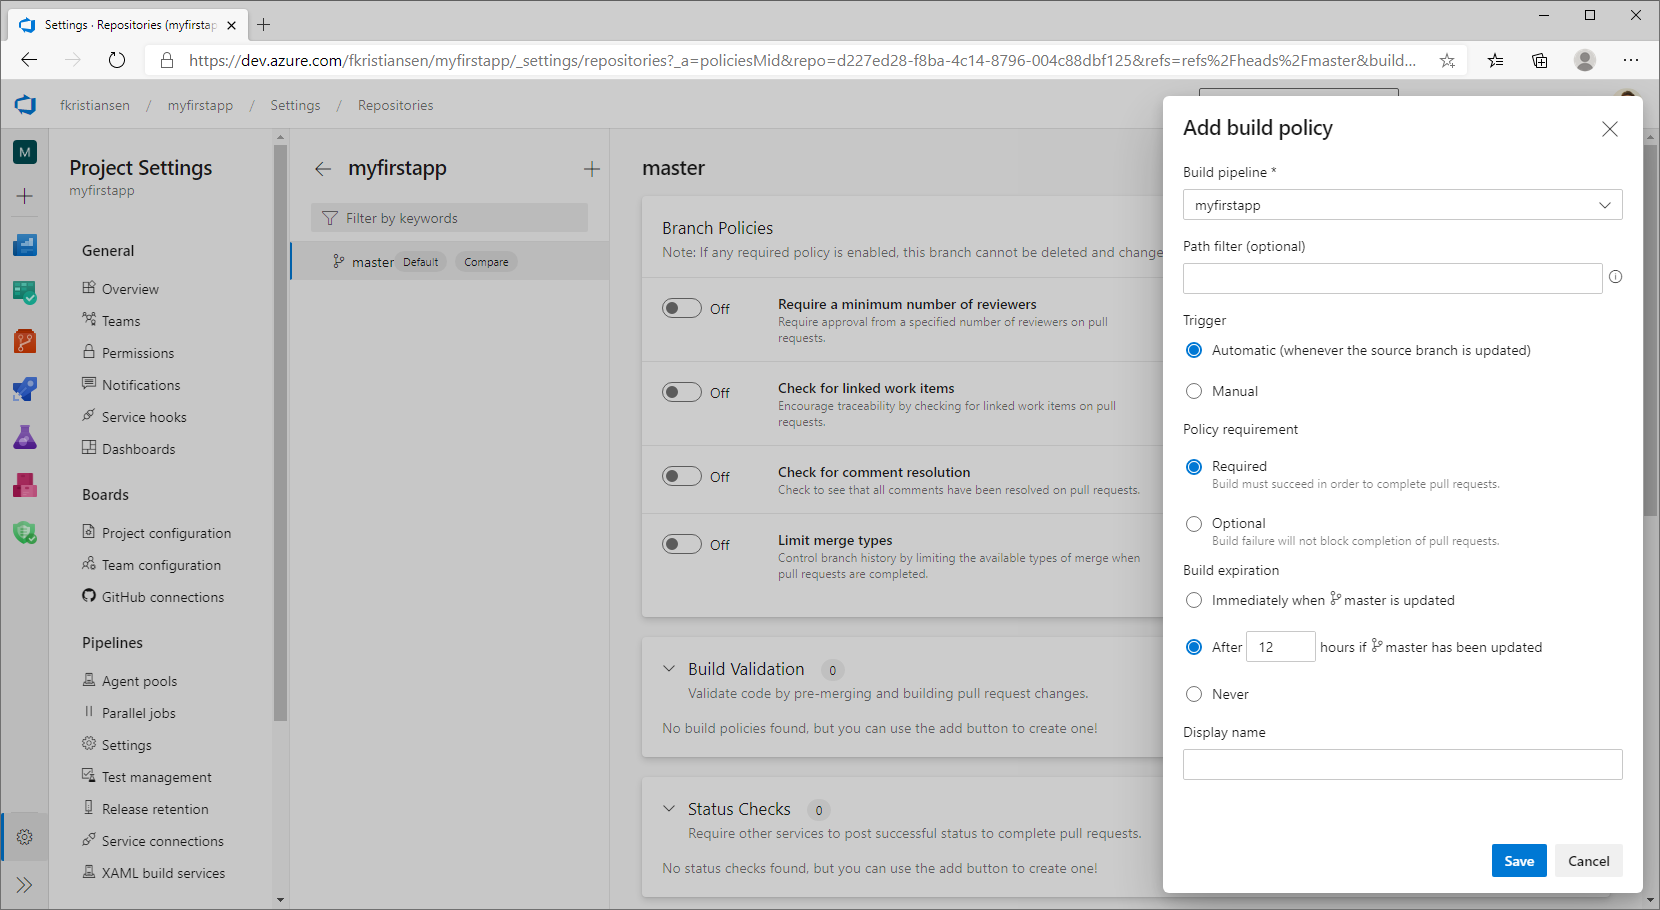 Settings · Repositories (myfirstap
https://dev.azure.com/fkristiansen/myfirstapp/_settings/repositories?_a=policiesMid&repo=d227ed28-f8ba-4c14-8796-004c88dbf125&refs=refs%2Fheads%2Fmaster&build...
fkristiansen / myfirstapp / Settings / Repositories
M
Project Settings
myfirstapp
General
Overview
Teams
Permissions
Notifications
Service hooks
Dashboards
Boards
Project configuration
Team configuration
GitHub connections
Pipelines
Agent pools
Parallel jobs
Settings
Test management
Release retention
Service connections
XAML build services
myfirstapp
Filter by keywords
master Default Compare
master
Branch Policies
Note: If any required policy is enabled, this branch cannot be deleted and change
Off Require a minimum number of reviewers
Require approval from a specified number of reviewers on pull
requests.
Off Check for linked work items
Encourage traceability by checking for linked work items on pull
requests.
Off Check for comment resolution
Check to see that all comments have been resolved on pull requests.
Off Limit merge types
Control branch history by limiting the available types of merge when
pull requests are completed.
Build Validation 0
Validate code by pre-merging and building pull request changes.
No build policies found, but you can use the add button to create one!
Status Checks 0
Require other services to post successful status to complete pull requests.
No status checks found, but you can use the add button to create one!
Add build policy
Build pipeline *
myfirstapp
Path filter (optional)
Trigger
Automatic (whenever the source branch is updated)
Manual
Policy requirement
Required
Build must succeed in order to complete pull requests.
Optional
Build failure will not block completion of pull requests.
Build expiration
Immediately when master is updated
After 12 hours if master has been updated
Never
Display name
Save Cancel